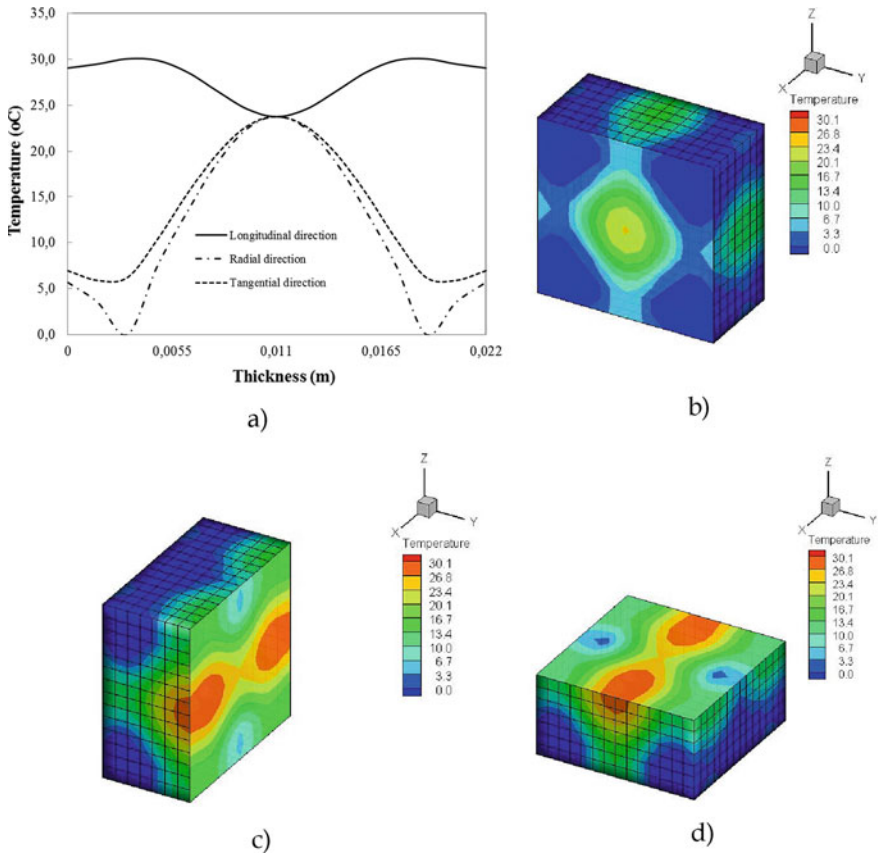 35,0
30,0
25,0
20,0
15,0
10,0
5,0
0,0
Temperature (oC)
Longitudinal direction
Radial direction
Tangential direction
0
0,0055
0,011
0,0165
0,022
Thickness (m)
a)
Z
X
Y
Temperature
30.1
26.8
23.4
20.1
16.7
13.4
10.0
6.7
3.3
0.0
b)
Z
X
Y
Temperature
30.1
26.8
23.4
20.1
16.7
13.4
10.0
6.7
3.3
0.0
c)
Z
X
Y
Temperature
30.1
26.8
23.4
20.1
16.7
13.4
10.0
6.7
3.3
0.0
d)